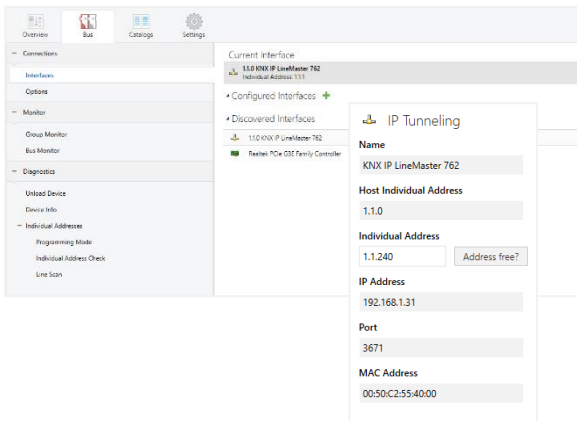 Overview
Bus
Catalogs
Settings
Connections
Interfaces
Options
Monitor
Group Monitor
Bus Monitor
Diagnostics
Unload Device
Device Info
Individual Addresses
Programming Mode
Individual Address Check
Line Scan
Current Interface
1.1.0 KNX IP LineMaster 762
Individual Address: 1.1.1
Configured Interfaces
Discovered Interfaces
1.1.0 KNX IP LineMaster 762
Realtek PCIe GBE Family Controller
IP Tunneling
Name
KNX IP LineMaster 762
Host Individual Address
1.1.0
Individual Address
1.1.240 Address free?
IP Address
192.168.1.31
Port
3671
MAC Address
00:50:C2:55:40:00